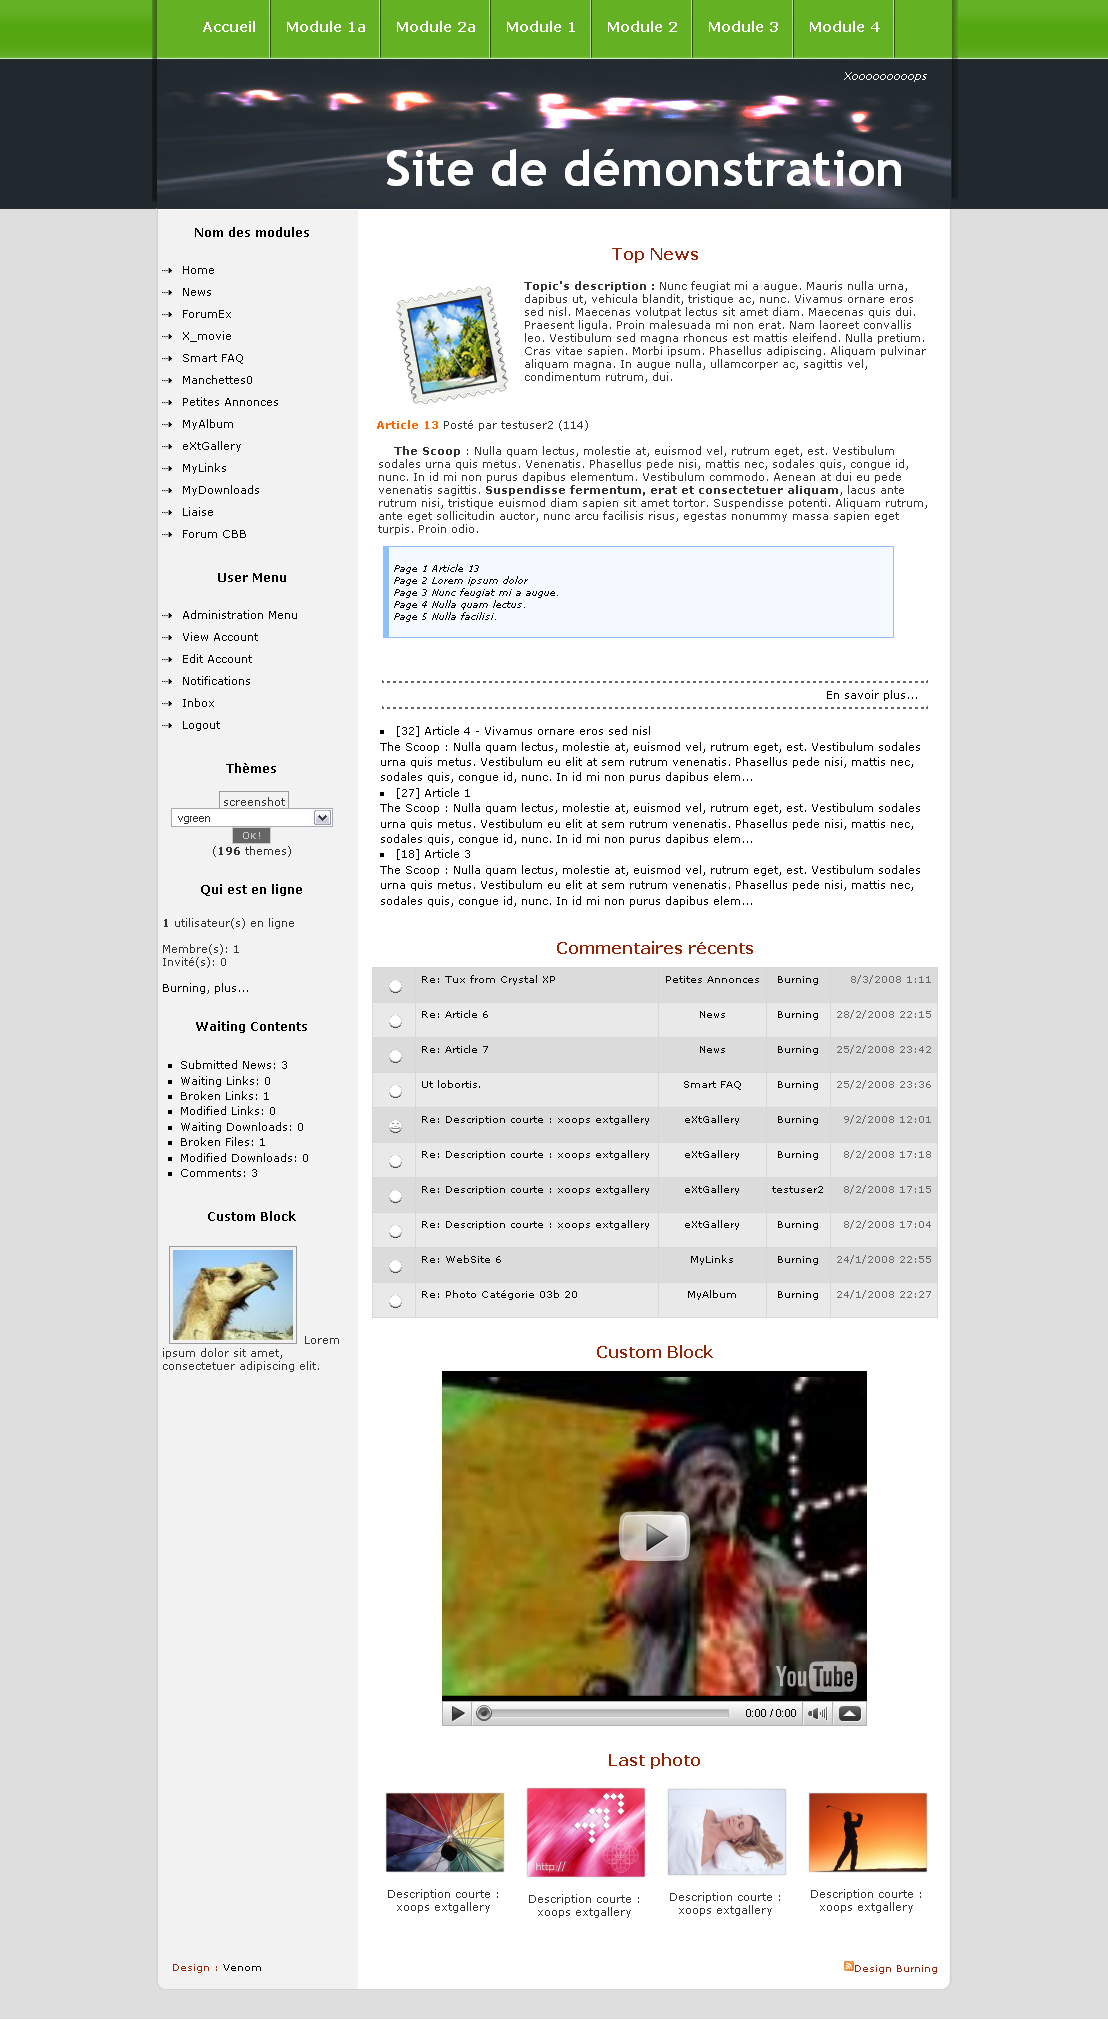 Accueil Module 1a Module 2a Module 1 Module 2 Module 3 Module 4
Xooooooooops
Site de démonstration
Nom des modules
Home
News
ForumEx
X_movie
Smart FAQ
Manchettes0
Petites Annonces
MyAlbum
eXtGallery
MyLinks
MyDownloads
Liaise
Forum CBB
User Menu
Administration Menu
View Account
Edit Account
Notifications
Inbox
Logout
Thèmes
screenshot
vgreen
OK!
(196 themes)
Qui est en ligne
1 utilisateur(s) en ligne
Membre(s): 1
Invité(s): 0
Burning, plus...
Waiting Contents
Submitted News: 3
Waiting Links: 0
Broken Links: 1
Modified Links: 0
Waiting Downloads: 0
Broken Files: 1
Modified Downloads: 0
Comments: 3
Custom Block
Lorem
ipsum dolor sit amet,
consectetuer adipiscing elit.
Top News
Topic's description : Nunc feugiat mi a augue. Mauris nulla urna,
dapibus ut, vehicula blandit, tristique ac, nunc. Vivamus ornare eros
sed nisl. Maecenas volutpat lectus sit amet diam. Maecenas quis dui.
Praesent ligula. Proin malesuada mi non erat. Nam laoreet convallis
leo. Vestibulum sed magna rhoncus est mattis eleifend. Nulla pretium.
Cras vitae sapien. Morbi ipsum. Phasellus adipiscing. Aliquam pulvinar
aliquam magna. In augue nulla, ullamcorper ac, sagittis vel,
condimentum rutrum, dui.
Article 13 Posté par testuser2 (114)
The Scoop : Nulla quam lectus, molestie at, euismod vel, rutrum eget, est. Vestibulum
sodales urna quis metus. Venenatis. Phasellus pede nisi, mattis nec, sodales quis, congue id,
nunc. In id mi non purus dapibus elementum. Vestibulum commodo. Aenean at dui eu pede
venenatis sagittis. Suspendisse fermentum, erat et consectetuer aliquam, lacus ante
rutrum nisi, tristique euismod diam sapien sit amet tortor. Suspendisse potenti. Aliquam rutrum,
ante eget sollicitudin auctor, nunc arcu facilisis risus, egestas nonummy massa sapien eget
turpis. Proin odio.
Page 1 Article 13
Page 2 Lorem ipsum dolor
Page 3 Nunc feugiat mi a augue.
Page 4 Nulla quam lectus.
Page 5 Nulla facilisi.
En savoir plus...
[32] Article 4 - Vivamus ornare eros sed nisl
The Scoop : Nulla quam lectus, molestie at, euismod vel, rutrum eget, est. Vestibulum sodales
urna quis metus. Vestibulum eu elit at sem rutrum venenatis. Phasellus pede nisi, mattis nec,
sodales quis, congue id, nunc. In id mi non purus dapibus elem...
[27] Article 1
The Scoop : Nulla quam lectus, molestie at, euismod vel, rutrum eget, est. Vestibulum sodales
urna quis metus. Vestibulum eu elit at sem rutrum venenatis. Phasellus pede nisi, mattis nec,
sodales quis, congue id, nunc. In id mi non purus dapibus elem...
[18] Article 3
The Scoop : Nulla quam lectus, molestie at, euismod vel, rutrum eget, est. Vestibulum sodales
urna quis metus. Vestibulum eu elit at sem rutrum venenatis. Phasellus pede nisi, mattis nec,
sodales quis, congue id, nunc. In id mi non purus dapibus elem...
Commentaires récents
Re: Tux from Crystal XP Petites Annonces Burning 8/3/2008 1:11
Re: Article 6 News Burning 28/2/2008 22:15
Re: Article 7 News Burning 25/2/2008 23:42
Ut lobortis. Smart FAQ Burning 25/2/2008 23:36
Re: Description courte : xoops extgallery eXtGallery Burning 9/2/2008 12:01
Re: Description courte : xoops extgallery eXtGallery Burning 8/2/2008 17:18
Re: Description courte : xoops extgallery eXtGallery testuser2 8/2/2008 17:15
Re: Description courte : xoops extgallery eXtGallery Burning 8/2/2008 17:04
Re: WebSite 6 MyLinks Burning 24/1/2008 22:55
Re: Photo Catégorie 03b 20 MyAlbum Burning 24/1/2008 22:27
Custom Block
YouTube
0:00 / 0:00
Last photo
http://
Description courte :
xoops extgallery
Description courte :
xoops extgallery
Description courte :
xoops extgallery
Description courte :
xoops extgallery
Design : Venom
Design Burning